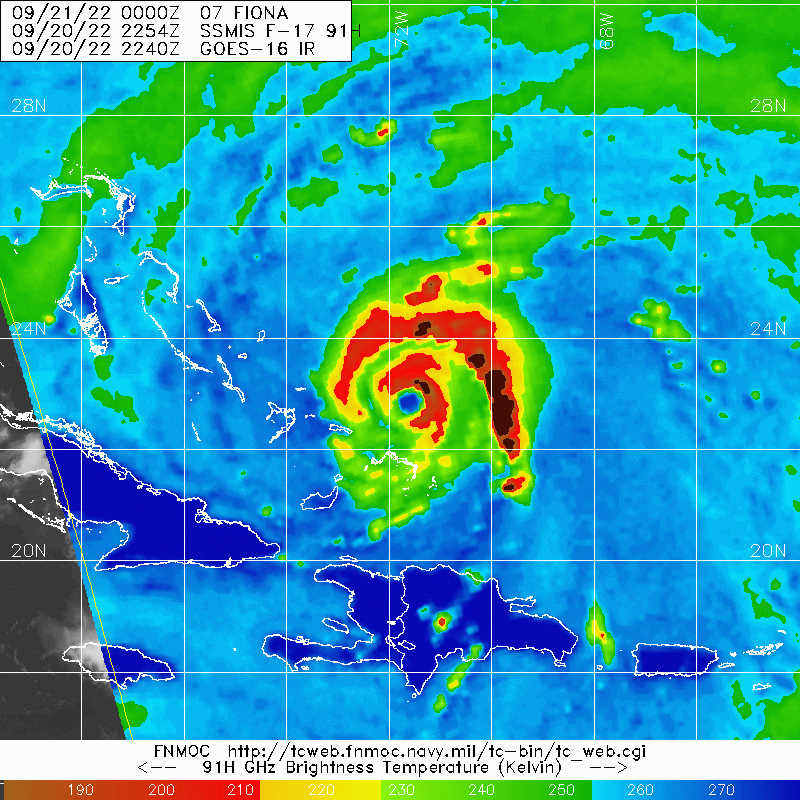 09/21/22 0000Z 07 FIONA
09/20/22 2254Z SSMIS F-17 91H
09/20/22 2240Z GOES-16 IR
72W
68W
28N 28N
24N 24N
20N 20N
FNMOC http://tcweb.fnmoc.navy.mil/tc-bin/tc_web.cgi
<-- 91H GHz Brightness Temperature (Kelvin) -->
190 200 210 220 230 240 250 260 270